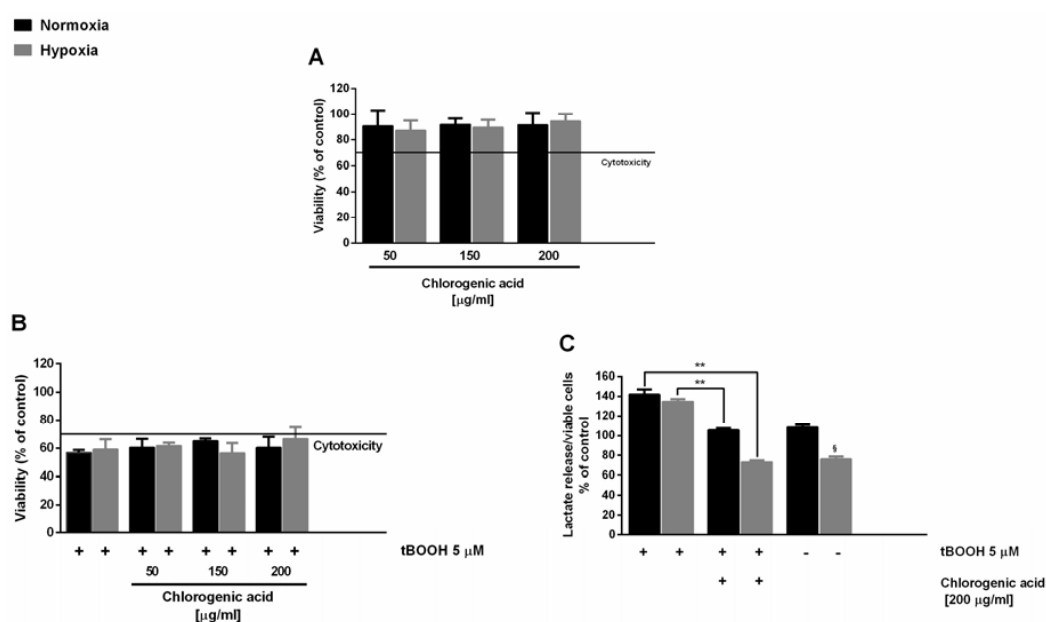 Normoxia
Hypoxia
A
Viability (% of control)
120
100
80
60
40
20
0
Cytotoxicity
50 150 200
Chlorogenic acid
[μg/ml]
B
Viability (% of control)
120
100
80
60
40
20
0
Cytotoxicity
+ + + + + + + + tBOOH 5 μM
50 150 200
Chlorogenic acid
[μg/ml]
C
Lactate release/viable cells
% of control
160
140
120
100
80
60
40
20
0
**
**
§
+ + + + - - tBOOH 5 μM
+ + Chlorogenic acid
[200 μg/ml]